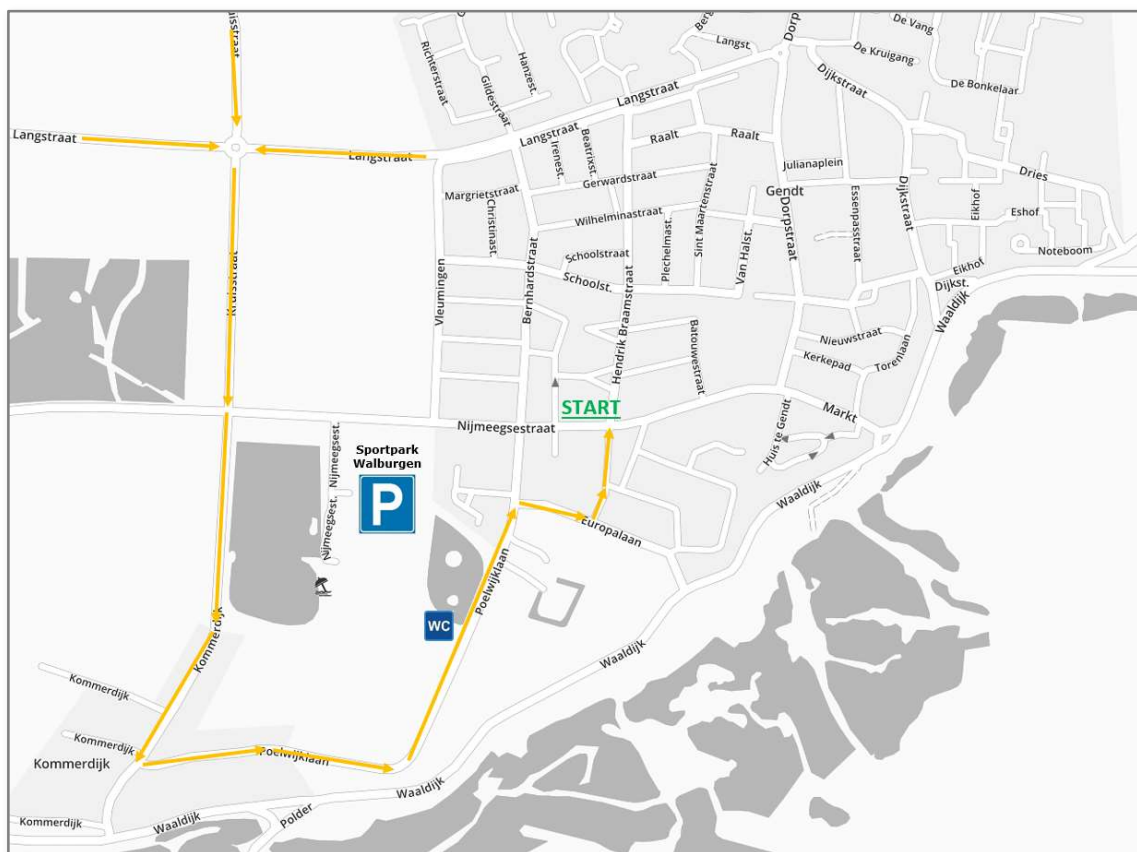 uisstraat
Dorp
De Vang
Berg
Langst.
De Kruigang
Richterstraat
Hanzest.
Gildestraat
Dijkstraat
De Bonkelaar
Langstraat
Langstraat
Langstraat
Langstraat
Raalt
Raalt
Beatrixst.
Irenest.
Julianaplein
Dries
Gerwardstraat
Margrietstraat
Gendt
Christinast.
Wilhelminastraat
Sint Maartenstraat
Dorpstraat
Essenpasstraat
Dijkstraat
Eikhof
Eshof
Plechelmast.
Van Halst.
Noteboom
Schoolstraat
Schoolst.
Eikhof
Dijkst.
Kruisstraat
Vleumingen
Bernhardstraat
Hendrik Braamstraat
Batouwestraat
Waaldijk
Nieuwstraat
Kerkepad
Torenlaan
START
Markt
Nijmeegsestraat
Huis te Gendt
Sportpark
Walburgen
Nijmeegsest.
P
Nijmeegsest.
Waaldijk
Europalaan
Poelwijklaan
WC
Kommerdijk
Waaldijk
Kommerdijk
Kommerdijk
Kommerdijk
Poelwijklaan
Waaldijk
Polder
Kommerdijk
Waaldijk